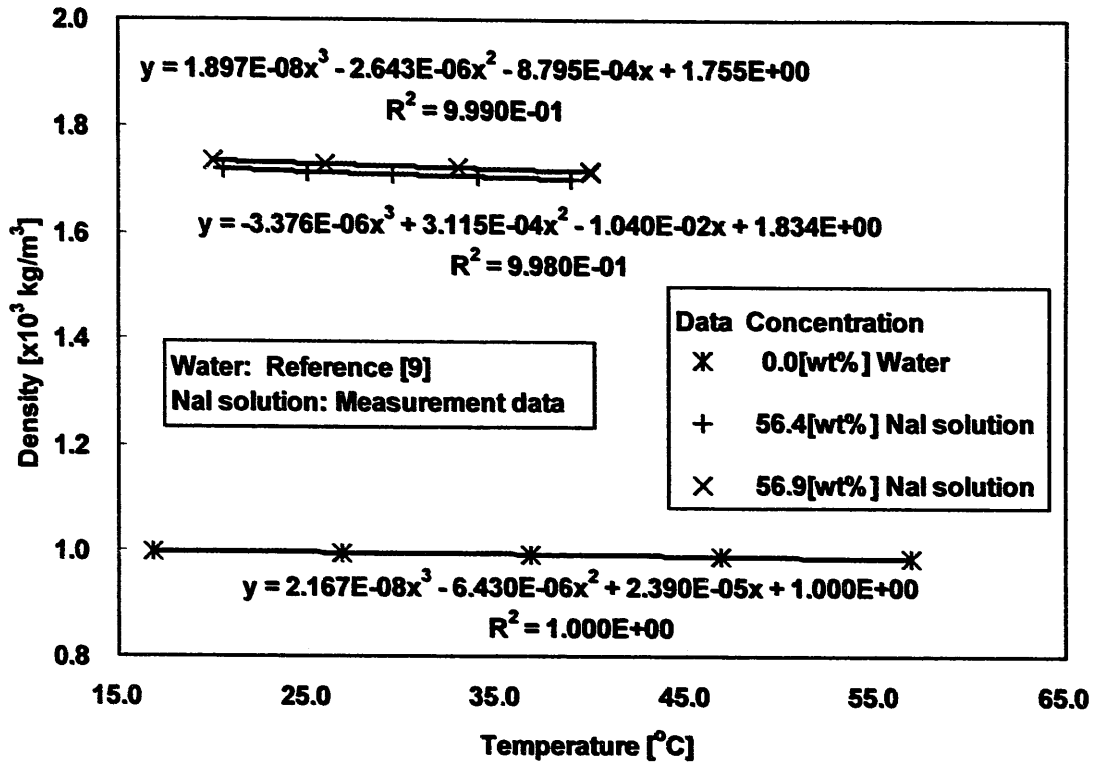 2.0
1.8
1.6
1.4
1.2
1.0
0.8
Density [x10³ kg/m³]
y = 1.897E-08x³ - 2.643E-06x² - 8.795E-04x + 1.755E+00
R² = 9.990E-01
y = -3.376E-06x³ + 3.115E-04x² - 1.040E-02x + 1.834E+00
R² = 9.980E-01
Water: Reference [9]
NaI solution: Measurement data
Data Concentration
0.0[wt%] Water
56.4[wt%] NaI solution
56.9[wt%] NaI solution
y = 2.167E-08x³ - 6.430E-06x² + 2.390E-05x + 1.000E+00
R² = 1.000E+00
15.0 25.0 35.0 45.0 55.0 65.0
Temperature [°C]